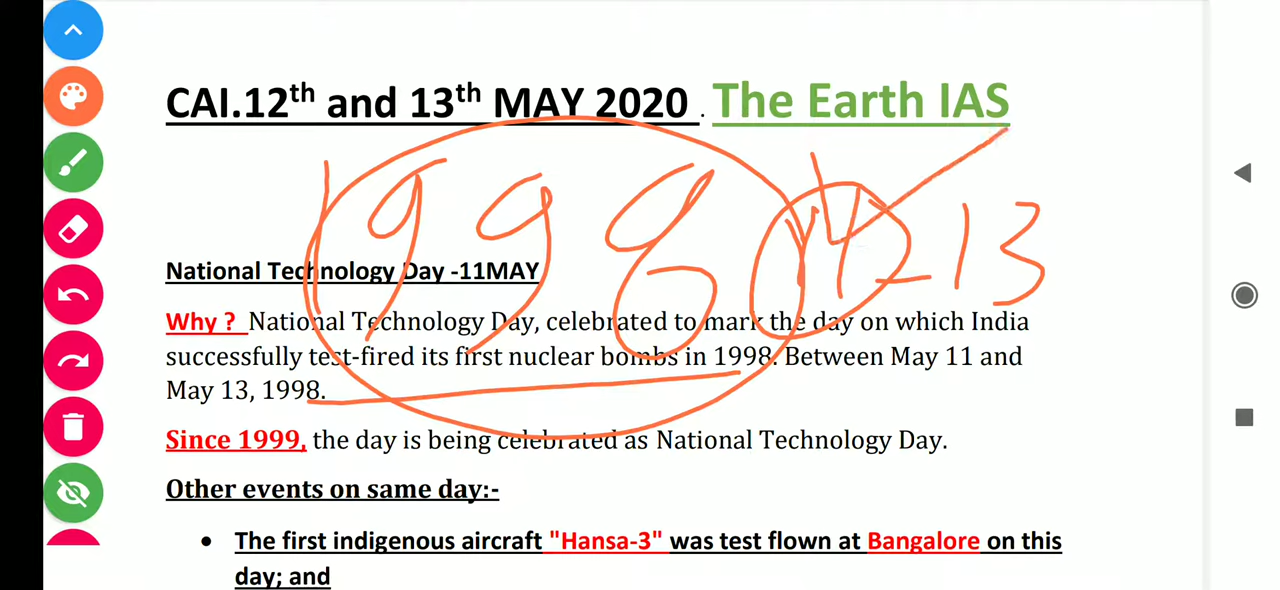 CAI.12th and 13th MAY 2020 . The Earth IAS
1998 11 12 13
National Technology Day -11MAY
Why ? National Technology Day, celebrated to mark the day on which India
successfully test-fired its first nuclear bombs in 1998. Between May 11 and
May 13, 1998.
Since 1999, the day is being celebrated as National Technology Day.
Other events on same day:-
• The first indigenous aircraft "Hansa-3" was test flown at Bangalore on this
day; and